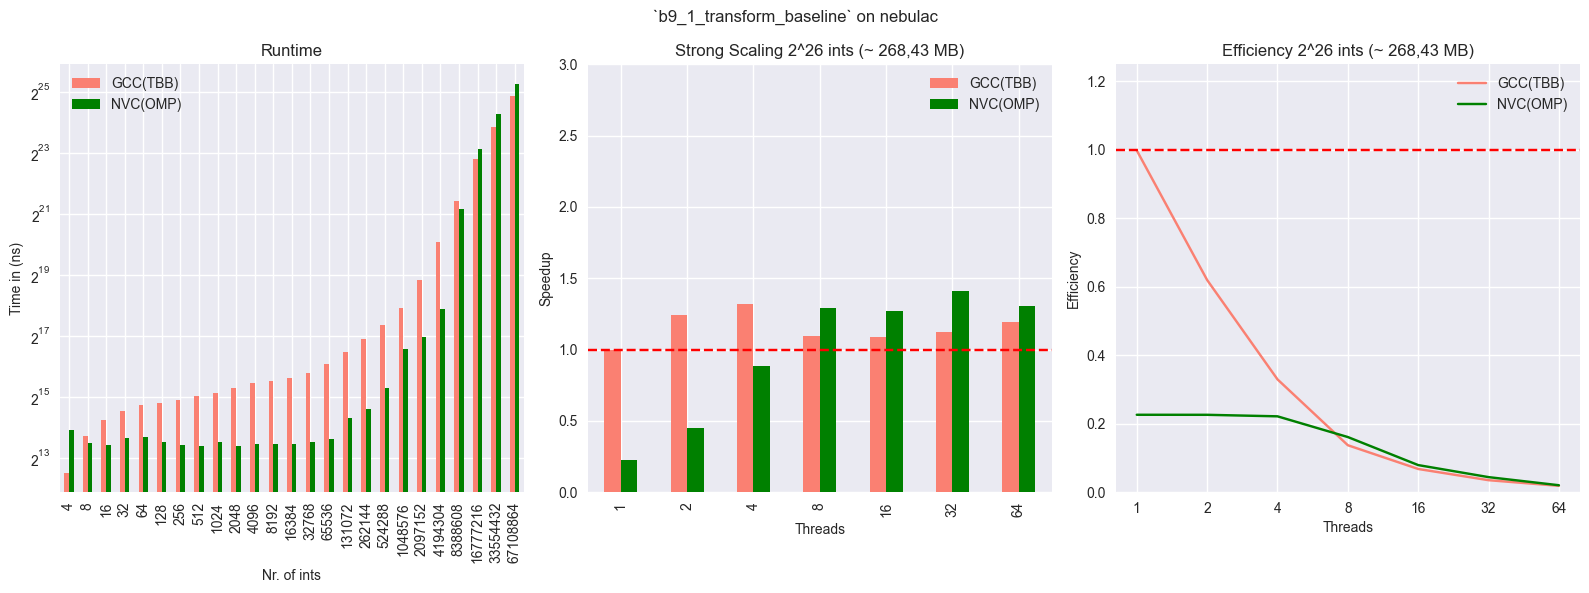 `b9_1_transform_baseline` on nebulac
Runtime
GCC(TBB)
NVC(OMP)
Time in (ns)
2^25
2^23
2^21
2^19
2^17
2^15
2^13
4 8 16 32 64 128 256 512 1024 2048 4096 8192 16384 32768 65536 131072 262144 524288 1048576 2097152 4194304 8388608 16777216 33554432 67108864
Nr. of ints
Strong Scaling 2^26 ints (~ 268,43 MB)
GCC(TBB)
NVC(OMP)
Speedup
3.0
2.5
2.0
1.5
1.0
0.5
0.0
1 2 4 8 16 32 64
Threads
Efficiency 2^26 ints (~ 268,43 MB)
GCC(TBB)
NVC(OMP)
Efficiency
1.2
1.0
0.8
0.6
0.4
0.2
0.0
1 2 4 8 16 32 64
Threads